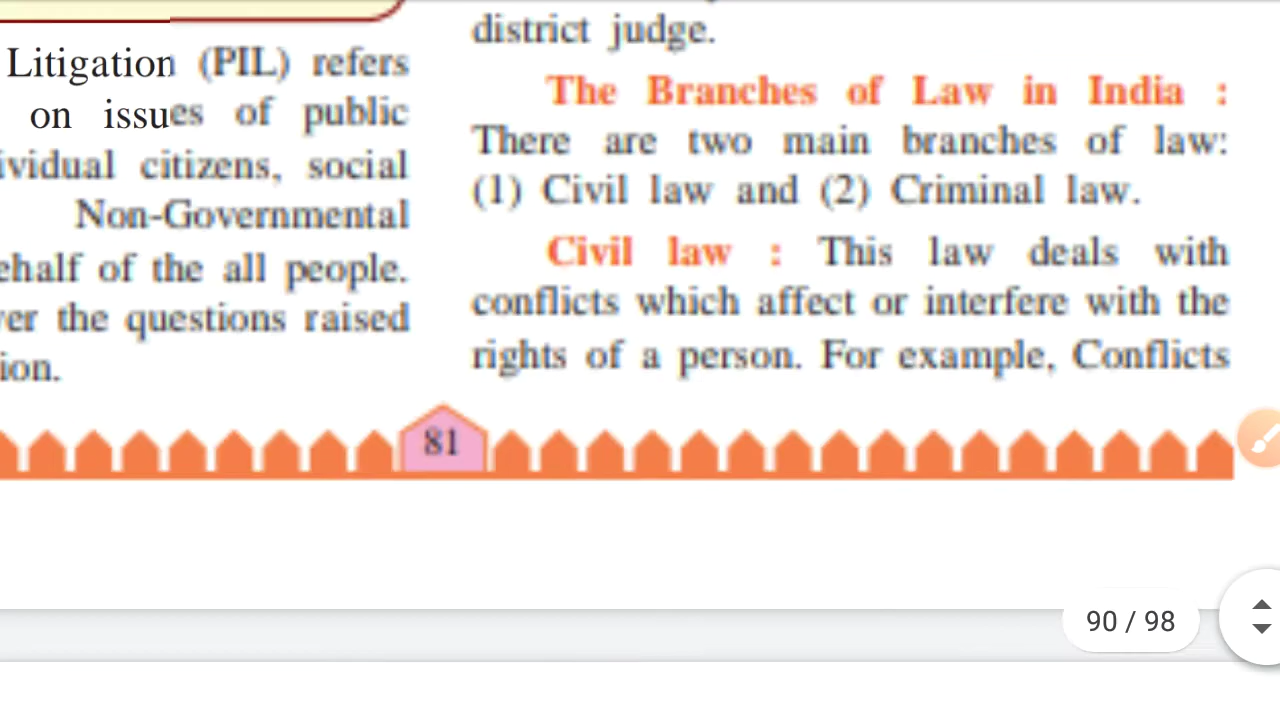 Litigation (PIL) refers
on issues of public
ividual citizens, social
Non-Governmental
ehalf of the all people.
ver the questions raised
ion.
district judge.
The Branches of Law in India :
There are two main branches of law:
(1) Civil law and (2) Criminal law.
Civil law : This law deals with
conflicts which affect or interfere with the
rights of a person. For example, Conflicts
81
90 / 98